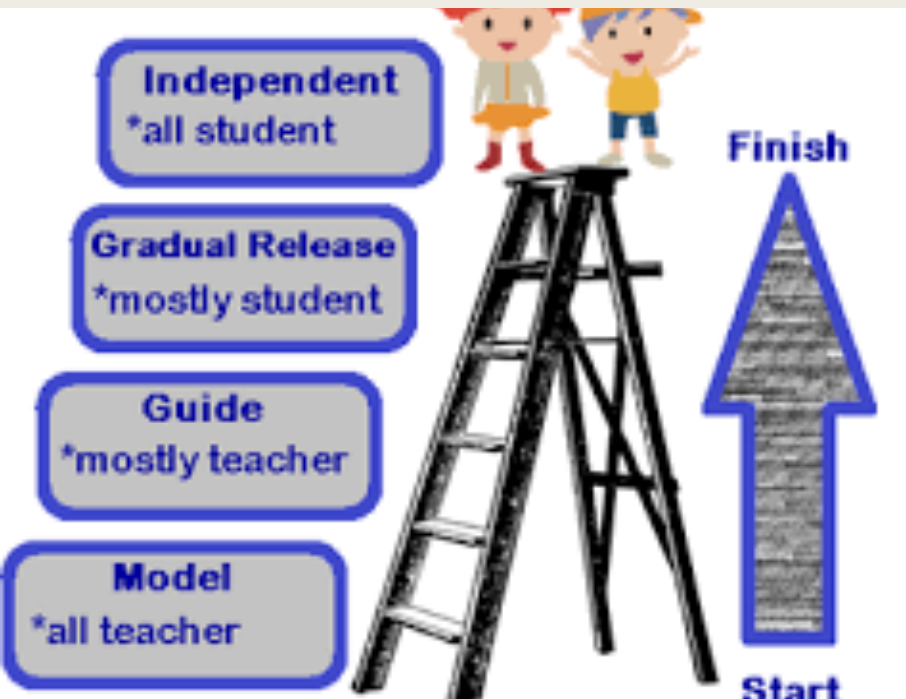 Independent
*all student
Finish
Gradual Release
*mostly student
Guide
*mostly teacher
Model
*all teacher
Start